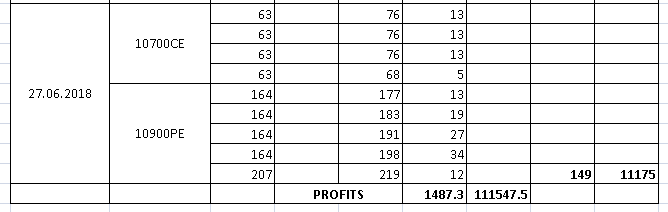 63 76 13
10700CE 63 76 13
63 76 13
63 68 5
27.06.2018 164 177 13
164 183 19
10900PE 164 191 27
164 198 34
207 219 12 149 11175
PROFITS 1487.3 111547.5